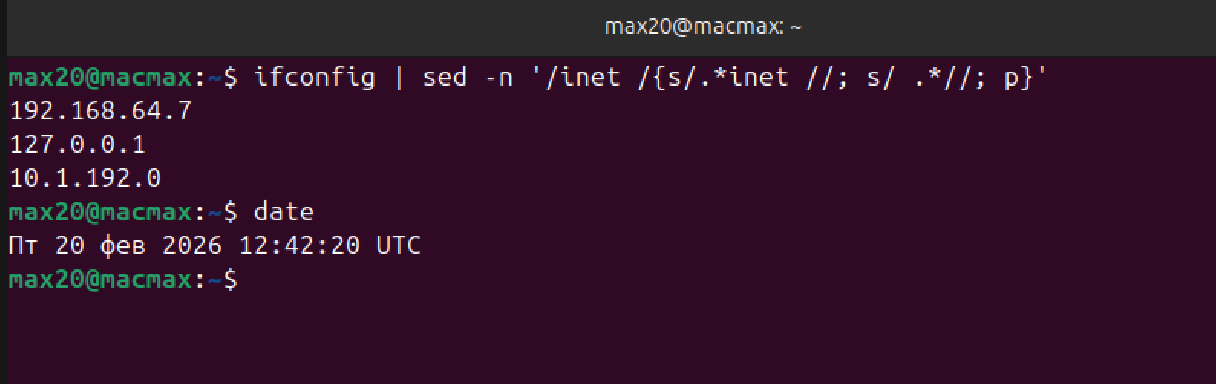 max20@macmax: ~
max20@macmax:~$ ifconfig | sed -n '/inet /{s/.*inet //; s/ .*//; p}'
192.168.64.7
127.0.0.1
10.1.192.0
max20@macmax:~$ date
Пт 20 фев 2026 12:42:20 UTC
max20@macmax:~$